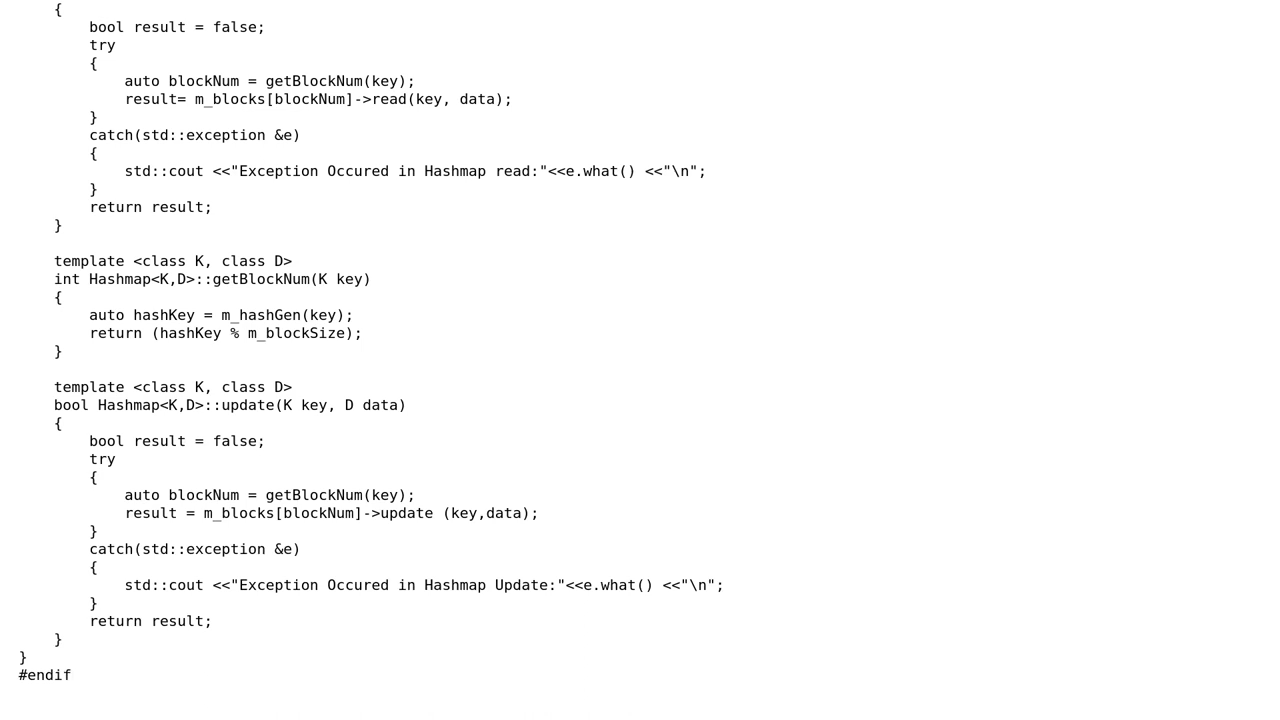 {
bool result = false;
try
{
auto blockNum = getBlockNum(key);
result= m_blocks[blockNum]->read(key, data);
}
catch(std::exception &e)
{
std::cout <<"Exception Occured in Hashmap read:"<<e.what() <<"\n";
}
return result;
}
template <class K, class D>
int Hashmap<K,D>::getBlockNum(K key)
{
auto hashKey = m_hashGen(key);
return (hashKey % m_blockSize);
}
template <class K, class D>
bool Hashmap<K,D>::update(K key, D data)
{
bool result = false;
try
{
auto blockNum = getBlockNum(key);
result = m_blocks[blockNum]->update (key,data);
}
catch(std::exception &e)
{
std::cout <<"Exception Occured in Hashmap Update:"<<e.what() <<"\n";
}
return result;
}
}
#endif